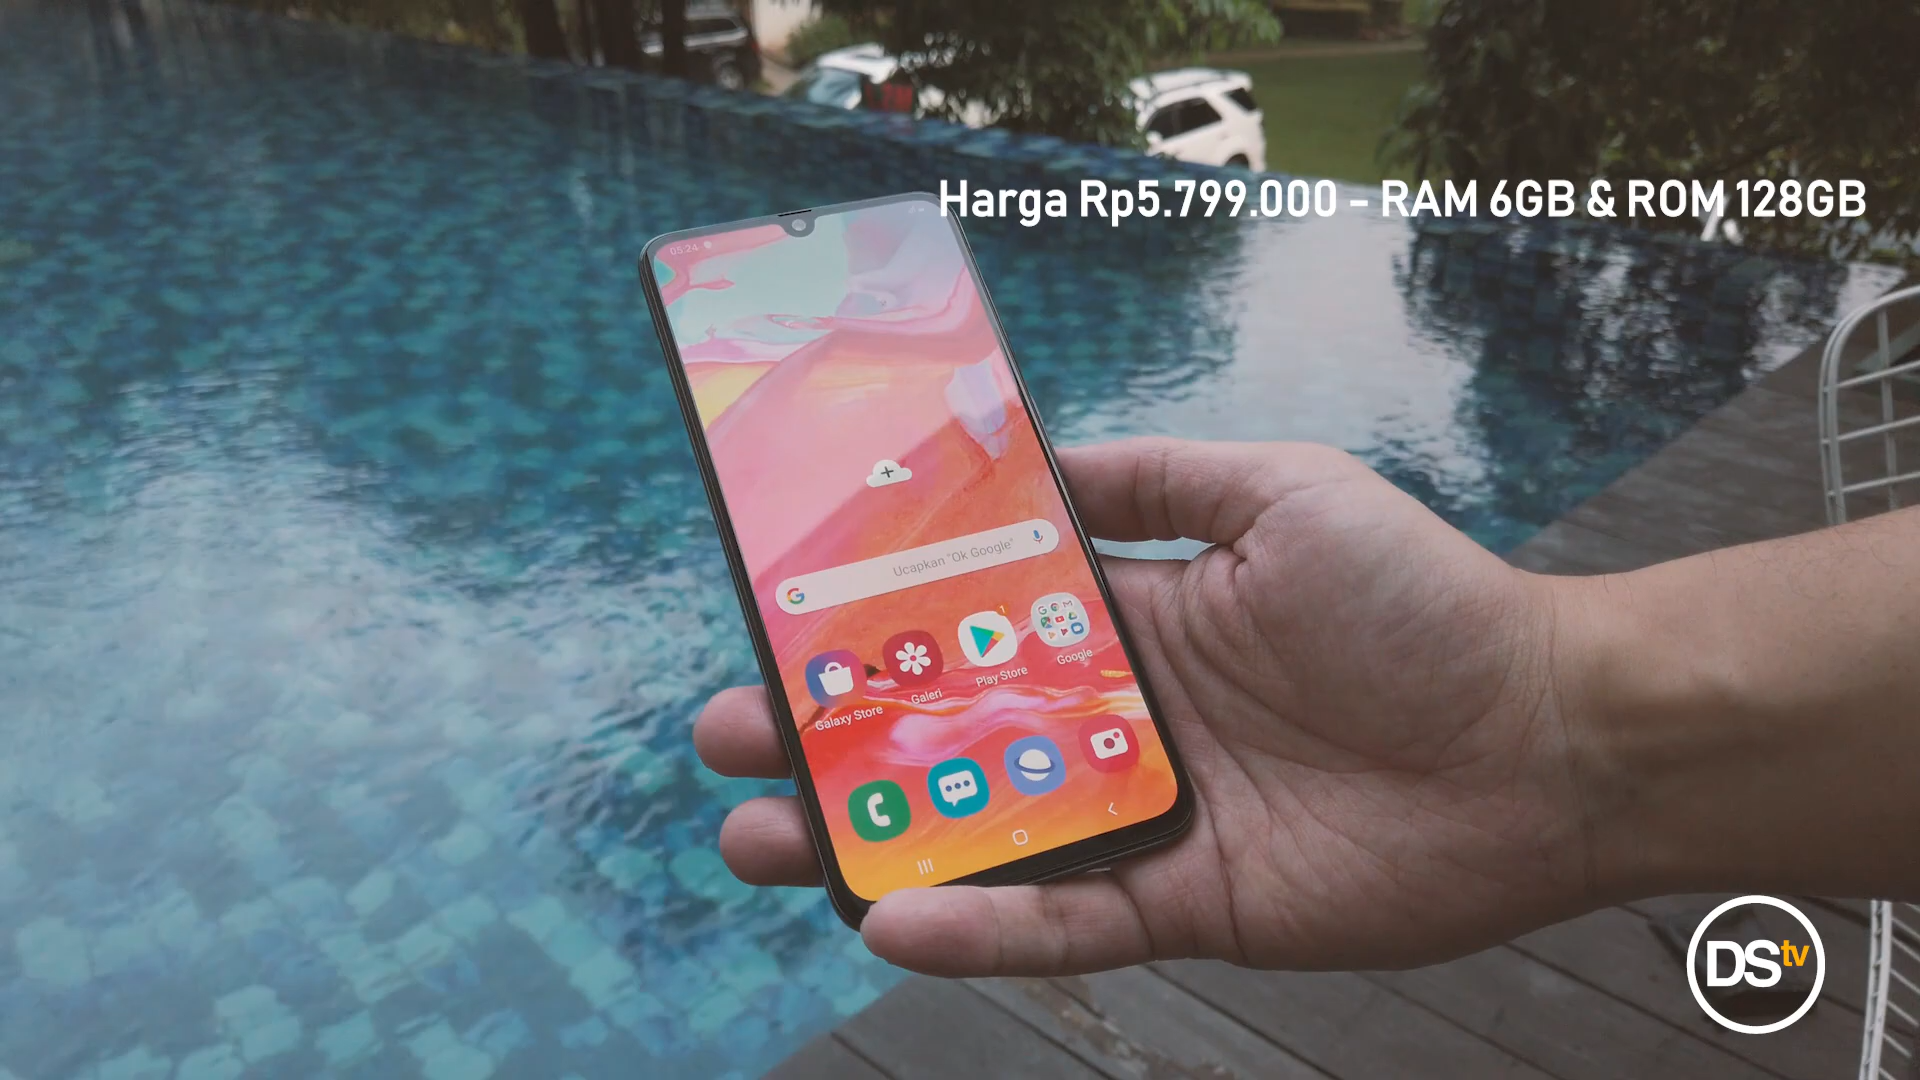 Harga Rp5.799.000 - RAM 6GB & ROM 128GB
05:24
Ucapkan "Ok Google"
1
Galaxy Store
Galeri
Play Store
Google
DStv